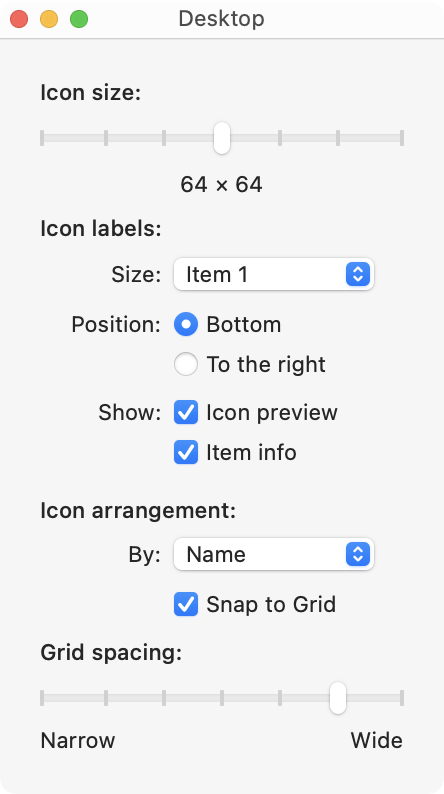 Desktop
Icon size:
64 × 64
Icon labels:
Size: Item 1
Position: Bottom
To the right
Show: Icon preview
Item info
Icon arrangement:
By: Name
Snap to Grid
Grid spacing:
Narrow Wide